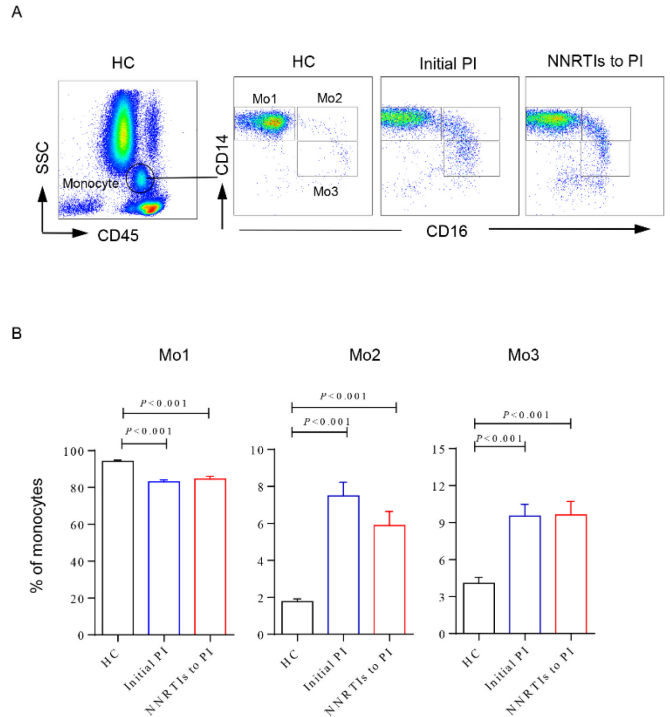 A
HC
HC
Initial PI
NNRTIs to PI
Mo1
Mo2
Mo3
Monocyte
SSC
CD45
CD14
CD16
B
Mo1
Mo2
Mo3
P<0.001
P<0.001
P<0.001
P<0.001
P<0.001
P<0.001
% of monocytes
100
80
60
40
20
0
HC
Initial PI
NNRTIs to PI
10
8
6
4
2
0
HC
Initial PI
NNRTIs to PI
15
12
9
6
3
0
HC
Initial PI
NNRTIs to PI